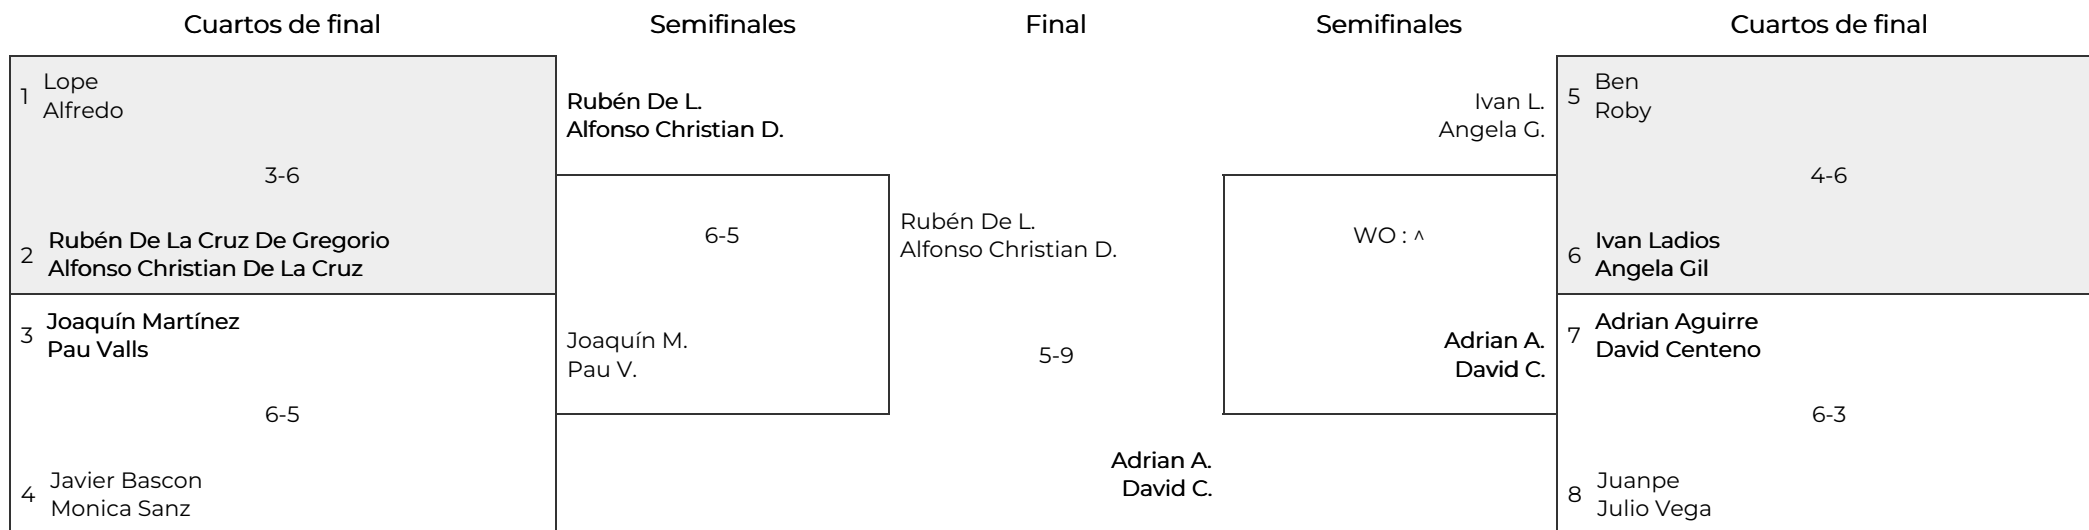 Cuartos de final
Semifinales
Final
Semifinales
Cuartos de final
1
Lope
Alfredo
3-6
2
Rubén De La Cruz De Gregorio
Alfonso Christian De La Cruz
3
Joaquín Martínez
Pau Valls
6-5
4
Javier Bascon
Monica Sanz
Rubén De L.
Alfonso Christian D.
6-5
Joaquín M.
Pau V.
Rubén De L.
Alfonso Christian D.
5-9
Adrian A.
David C.
Ivan L.
Angela G.
WO : ^
Adrian A.
David C.
5
Ben
Roby
4-6
6
Ivan Ladios
Angela Gil
7
Adrian Aguirre
David Centeno
6-3
8
Juanpe
Julio Vega